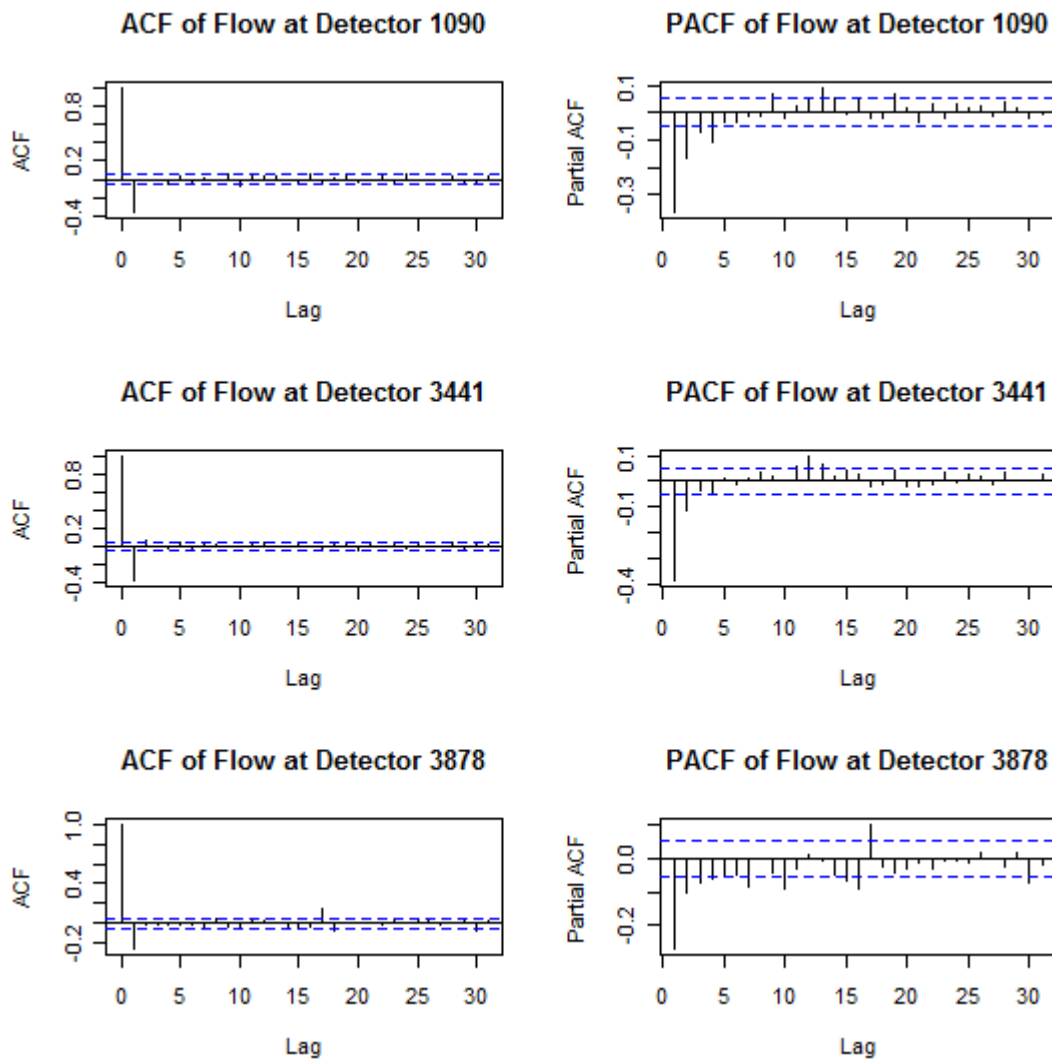 ACF of Flow at Detector 1090
PACF of Flow at Detector 1090
ACF
0.8
0.2
-0.4
0 5 10 15 20 25 30
Lag
Partial ACF
0.1
-0.1
-0.3
0 5 10 15 20 25 30
Lag
ACF of Flow at Detector 3441
PACF of Flow at Detector 3441
ACF
0.8
0.2
-0.4
0 5 10 15 20 25 30
Lag
Partial ACF
0.1
-0.1
-0.4
0 5 10 15 20 25 30
Lag
ACF of Flow at Detector 3878
PACF of Flow at Detector 3878
ACF
1.0
0.4
-0.2
0 5 10 15 20 25 30
Lag
Partial ACF
0.0
-0.2
0 5 10 15 20 25 30
Lag